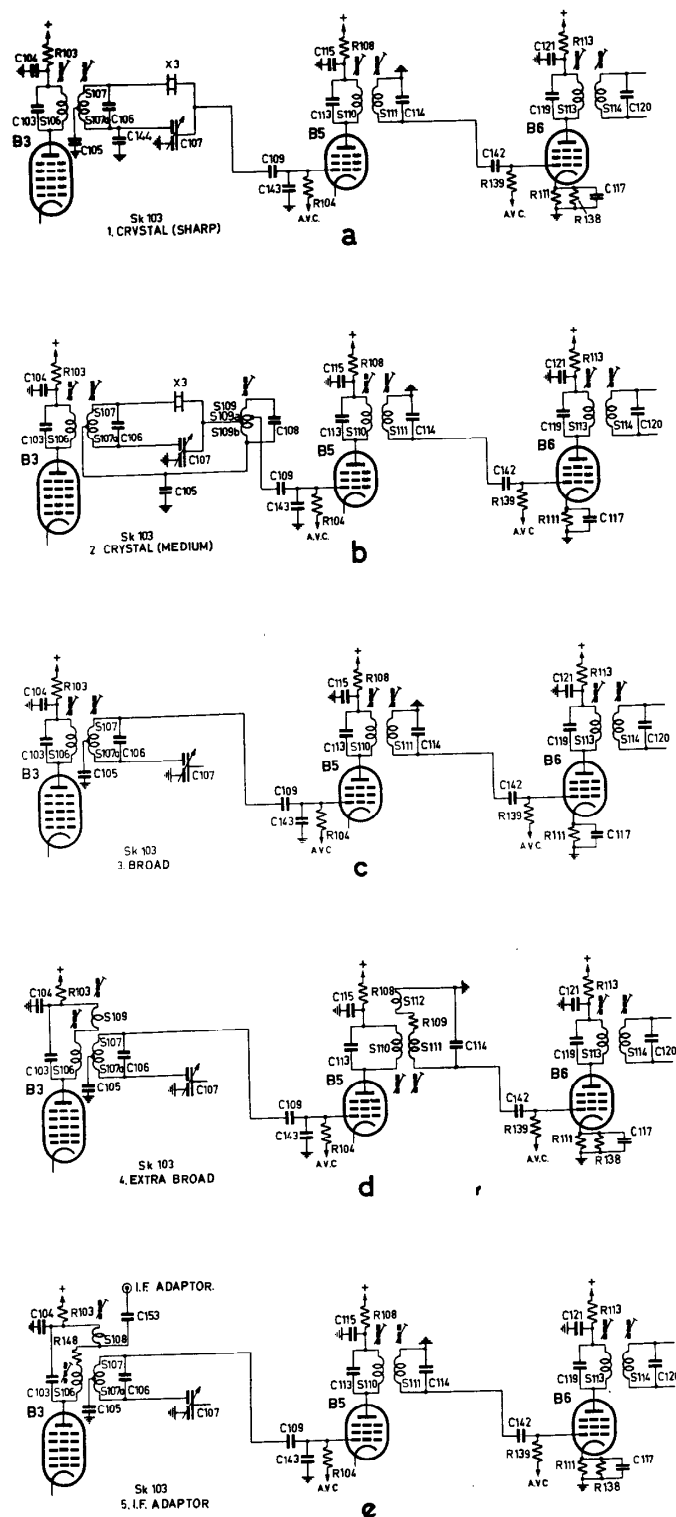 + + +
C104 R103 C115 R108 C121 R113
X3
S107
C103 S106 S107a C106 C113 S110 S111 C114 C119 S113 S114 C120
B3 C105 C144 C107 B5 B6
C109 C142
C143 R104 R139 R111 C117
A.V.C. A.V.C. R138
Sk 103
1. CRYSTAL (SHARP)
a
+ + +
C104 R103 C115 R108 C121 R113
X3 S109
S107 S109a
C103 S106 S107a C106 S109b C108 C113 S110 S111 C114 C119 S113 S114 C120
B3 C107 B5 B6
C105 C109 C142
C143 R104 R139 R111 C117
A.V.C. A.V.C.
Sk 103
2. CRYSTAL (MEDIUM)
b
+ + +
C104 R103 C115 R108 C121 R113
S107
C103 S106 S107a C106 C113 S110 S111 C114 C119 S113 S114 C120
B3 C105 C107 B5 B6
C109 C142
C143 R104 R139 R111 C117
A.V.C A.V.C
Sk 103
3. BROAD
c
+ + +
C104 R103 C115 R108 C121 R113
S109 S112
S107 R109
C103 S106 S107a C106 C113 S110 S111 C114 C119 S113 S114 C120
B3 C105 C107 B5 B6
C109 C142
C143 R104 R139 R111 C117
A.V.C. A.V.C. R138
Sk 103
4. EXTRA BROAD
d
I.F. ADAPTOR.
+ + +
C104 R103 C153 C115 R108 C121 R113
R148 S108
S107
C103 S106 S107a C106 C113 S110 S111 C114 C119 S113 S114 C120
B3 C105 C107 B5 B6
C109 C142
C143 R104 R139 R111 C117
A.V.C A.V.C R138
Sk 103
5. I.F. ADAPTOR
e